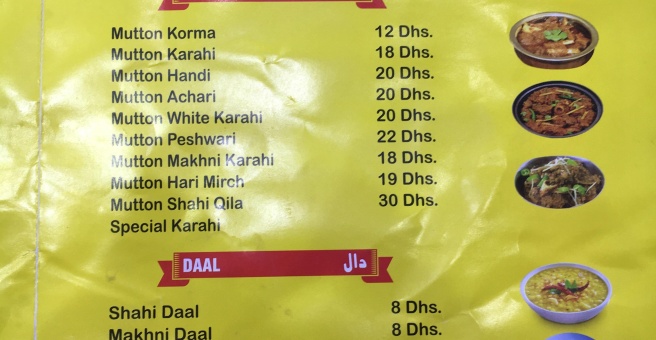 Mutton Korma 12 Dhs.
Mutton Karahi 18 Dhs.
Mutton Handi 20 Dhs.
Mutton Achari 20 Dhs.
Mutton White Karahi 20 Dhs.
Mutton Peshwari 22 Dhs.
Mutton Makhni Karahi 18 Dhs.
Mutton Hari Mirch 19 Dhs.
Mutton Shahi Qila 30 Dhs.
Special Karahi
DAAL دال
Shahi Daal 8 Dhs.
Makhni Daal 8 Dhs.